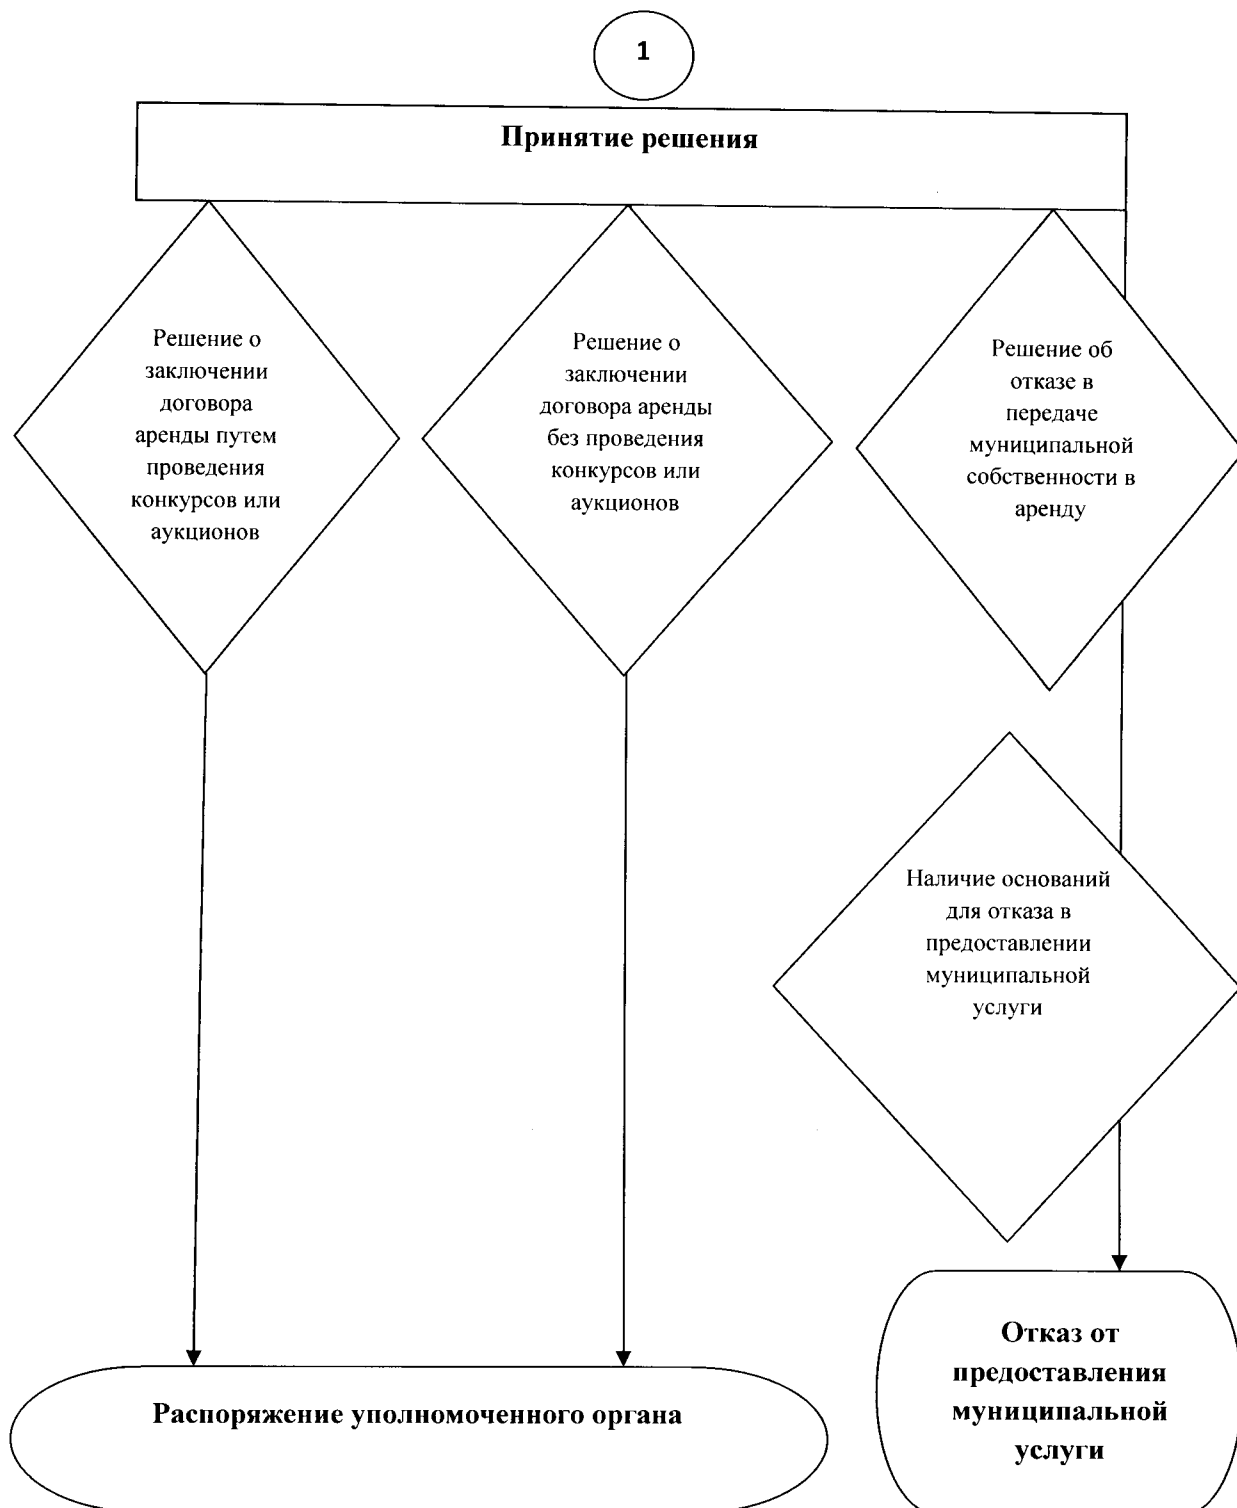 1
Принятие решения
Решение о
заключении
договора
аренды путем
проведения
конкурсов или
аукционов
Решение о
заключении
договора аренды
без проведения
конкурсов или
аукционов
Решение об
отказе в
передаче
муниципальной
собственности в
аренду
Наличие оснований
для отказа в
предоставлении
муниципальной
услуги
Распоряжение уполномоченного органа
Отказ от
предоставления
муниципальной
услуги